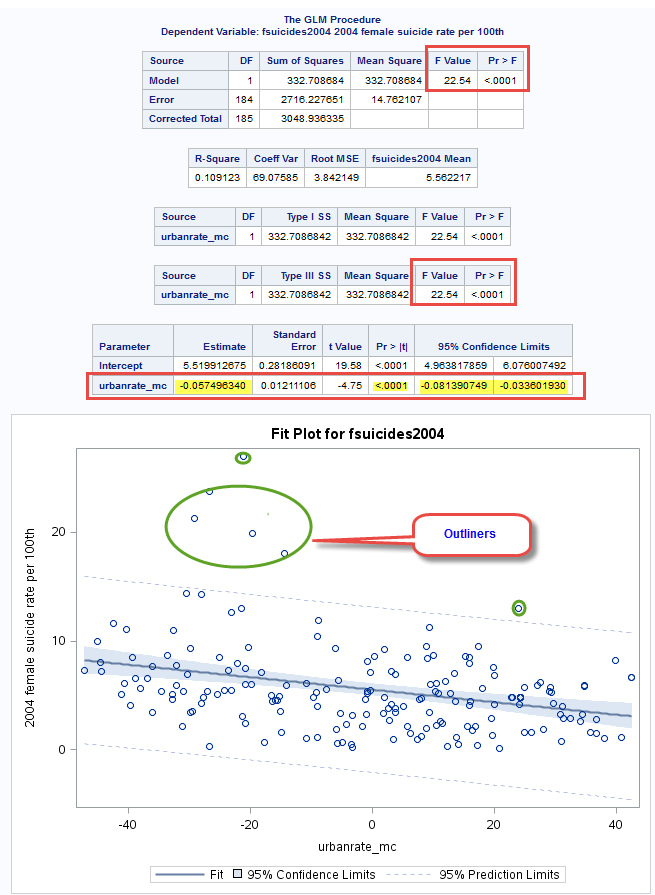 The GLM Procedure
Dependent Variable: fsuicides2004 2004 female suicide rate per 100th
Source DF Sum of Squares Mean Square F Value Pr > F
Model 1 332.708684 332.708684 22.54 <.0001
Error 184 2716.227651 14.762107
Corrected Total 185 3048.936335
R-Square Coeff Var Root MSE fsuicides2004 Mean
0.109123 69.07585 3.842149 5.562217
Source DF Type I SS Mean Square F Value Pr > F
urbanrate_mc 1 332.7086842 332.7086842 22.54 <.0001
Source DF Type III SS Mean Square F Value Pr > F
urbanrate_mc 1 332.7086842 332.7086842 22.54 <.0001
Parameter Estimate Standard Error t Value Pr > |t| 95% Confidence Limits
Intercept 5.519912675 0.28186091 19.58 <.0001 4.963817859 6.076007492
urbanrate_mc -0.057496340 0.01211106 -4.75 <.0001 -0.081390749 -0.033601930
Fit Plot for fsuicides2004
Outliners
2004 female suicide rate per 100th
20
10
0
-40 -20 0 20 40
urbanrate_mc
Fit 95% Confidence Limits 95% Prediction Limits